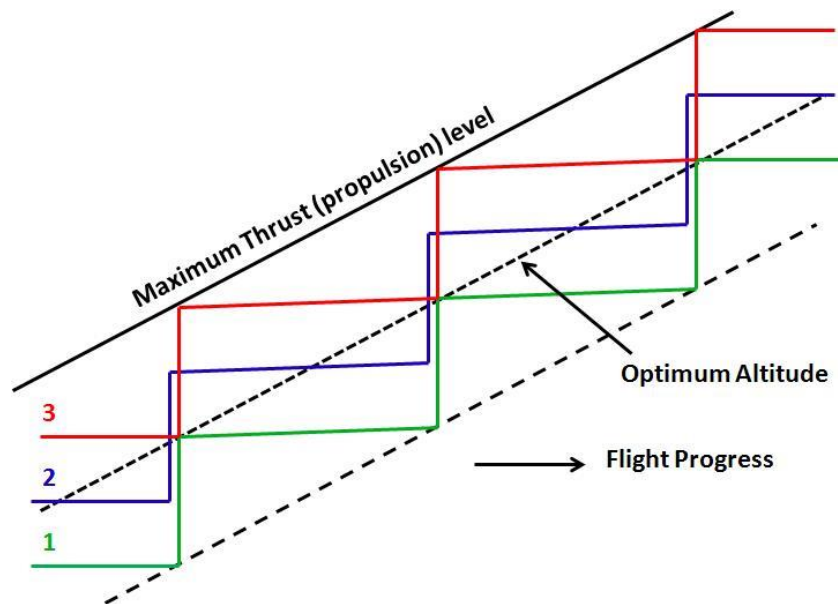 Maximum Thrust (propulsion) level
Optimum Altitude
3
Flight Progress
2
1